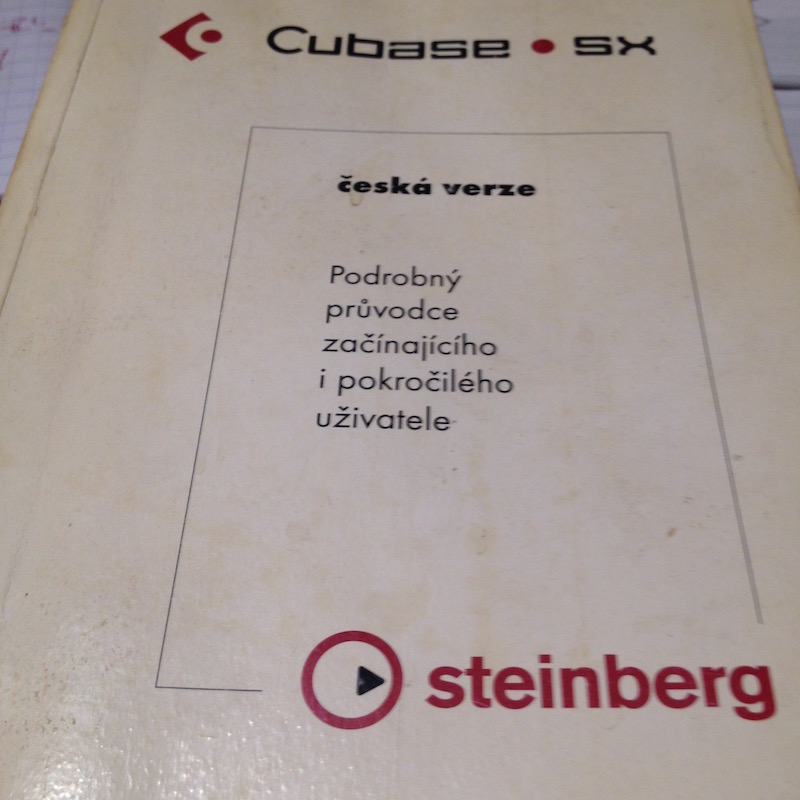 Cubase • SX
česká verze
Podrobný
průvodce
začínajícího
i pokročilého
uživatele
steinberg